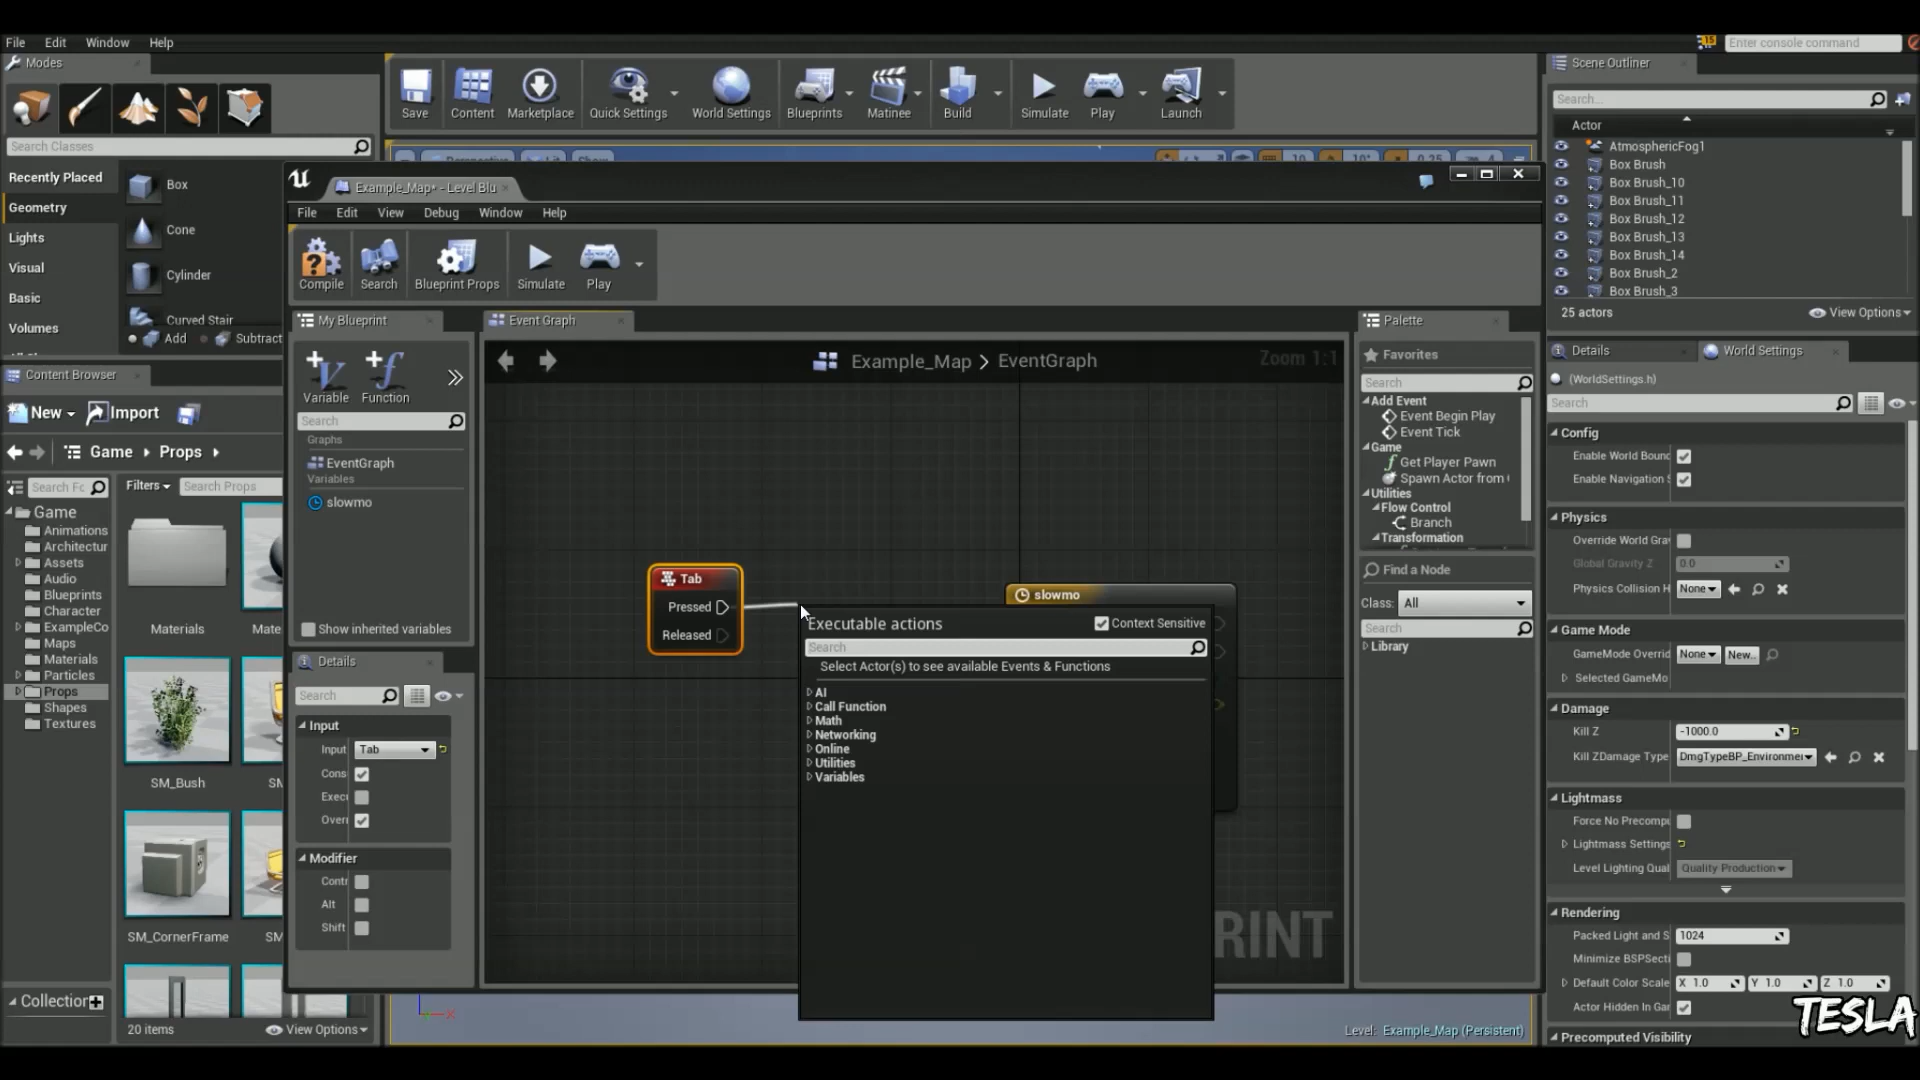 File Edit Window Help
15 Enter console command
Modes
Search Classes
Recently Placed
Geometry
Lights
Visual
Basic
Volumes
Box
Cone
Cylinder
Curved Stair
Add Subtract
Save Content Marketplace Quick Settings World Settings Blueprints Matinee Build Simulate Play Launch
Example_Map* - Level Blu
File Edit View Debug Window Help
Compile Search Blueprint Props Simulate Play
My Blueprint
Variable Function
Search
Graphs
EventGraph
Variables
slowmo
Show inherited variables
Details
Search
Input
Input Tab
Cons
Exec
Over
Modifier
Contr
Alt
Shift
Event Graph
Example_Map > EventGraph
Zoom 1:1
Tab
Pressed
Released
slowmo
Executable actions Context Sensitive
Search
Select Actor(s) to see available Events & Functions
AI
Call Function
Math
Networking
Online
Utilities
Variables
RINT
Palette
Favorites
Search
Add Event
Event Begin Play
Event Tick
Game
Get Player Pawn
Spawn Actor from
Utilities
Flow Control
Branch
Transformation
Find a Node
Class: All
Search
Library
Content Browser
New Import
Game Props
Search Fc Filters Search Props
Game
Animations
Architectur
Assets
Audio
Blueprints
Character
ExampleCo
Maps
Materials
Particles
Props
Shapes
Textures
Materials Mate
SM_Bush SM
SM_CornerFrame SM
Collection
20 items View Options
Level: Example_Map (Persistent)
Scene Outliner
Search...
Actor
AtmosphericFog1
Box Brush
Box Brush_10
Box Brush_11
Box Brush_12
Box Brush_13
Box Brush_14
Box Brush_2
Box Brush_3
25 actors View Options
Details World Settings
(WorldSettings.h)
Search
Config
Enable World Bounc
Enable Navigation S
Physics
Override World Gra
Global Gravity Z 0.0
Physics Collision H None
Game Mode
GameMode Overrid None New..
Selected GameMo
Damage
Kill Z -1000.0
Kill ZDamage Type DmgTypeBP_Environmer
Lightmass
Force No Precompu
Lightmass Settings
Level Lighting Qual Quality Production
Rendering
Packed Light and S 1024
Minimize BSPSecti
Default Color Scale X 1.0 Y 1.0 Z 1.0
Actor Hidden In Gar
Precomputed Visibility
TESLA